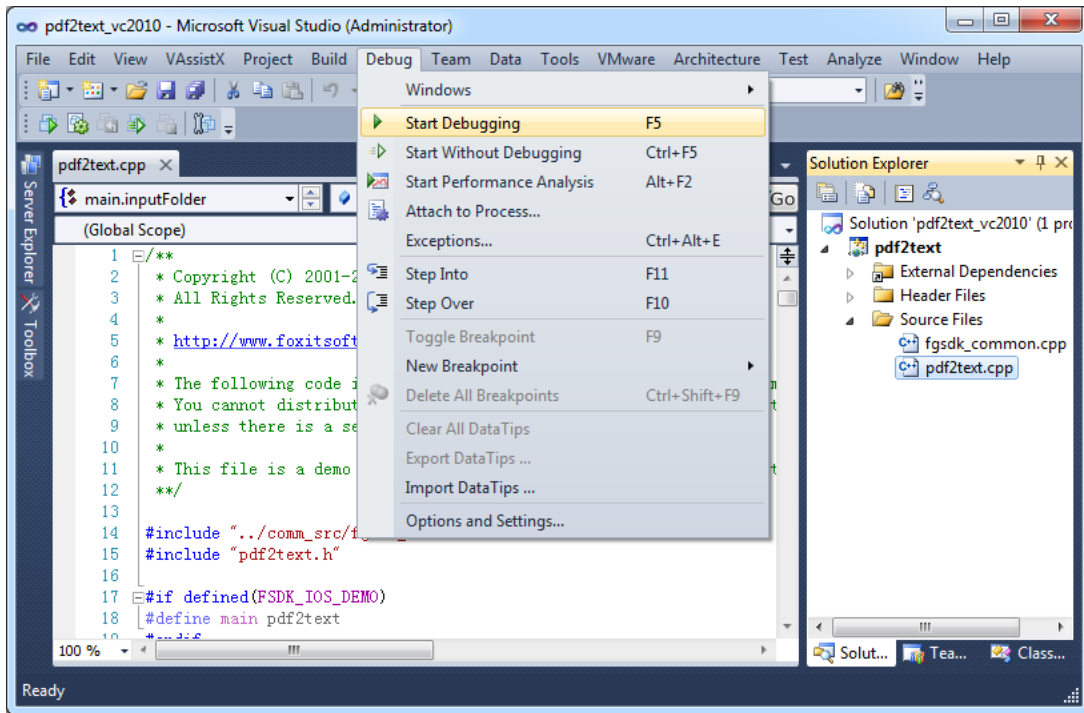 pdf2text_vc2010 - Microsoft Visual Studio (Administrator)
File Edit View VAssistX Project Build Debug Team Data Tools VMware Architecture Test Analyze Window Help
Windows
Start Debugging F5
Start Without Debugging Ctrl+F5
Start Performance Analysis Alt+F2
Attach to Process...
Exceptions... Ctrl+Alt+E
Step Into F11
Step Over F10
Toggle Breakpoint F9
New Breakpoint
Delete All Breakpoints Ctrl+Shift+F9
Clear All DataTips
Export DataTips ...
Import DataTips ...
Options and Settings...
Server Explorer
Toolbox
pdf2text.cpp
main.inputFolder
Go
(Global Scope)
1 /**
2 * Copyright (C) 2001-2
3 * All Rights Reserved.
4 *
5 * http://www.foxitsoft
6 *
7 * The following code i
8 * You cannot distribut
9 * unless there is a se
10 *
11 * This file is a demo
12 **/
13
14 #include "../comm_src/f
15 #include "pdf2text.h"
16
17 #if defined(FSDK_IOS_DEMO)
18 #define main pdf2text
19 #endif
100 %
Solution Explorer
Solution 'pdf2text_vc2010' (1 pro
pdf2text
External Dependencies
Header Files
Source Files
fgsdk_common.cpp
pdf2text.cpp
Solut... Tea... Class...
Ready